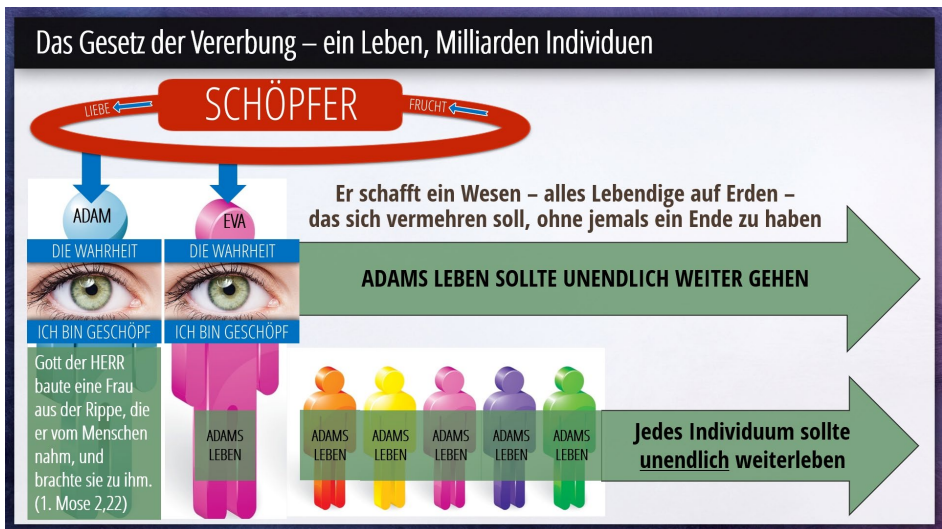 Das Gesetz der Vererbung – ein Leben, Milliarden Individuen
LIEBE
SCHÖPFER
FRUCHT
ADAM
EVA
Er schafft ein Wesen – alles Lebendige auf Erden –
das sich vermehren soll, ohne jemals ein Ende zu haben
DIE WAHRHEIT
DIE WAHRHEIT
ADAMS LEBEN SOLLTE UNENDLICH WEITER GEHEN
ICH BIN GESCHÖPF
ICH BIN GESCHÖPF
Gott der HERR
baute eine Frau
aus der Rippe, die
er vom Menschen
nahm, und
brachte sie zu ihm.
(1. Mose 2,22)
ADAMS
LEBEN
ADAMS
LEBEN
ADAMS
LEBEN
ADAMS
LEBEN
ADAMS
LEBEN
ADAMS
LEBEN
Jedes Individuum sollte
unendlich weiterleben